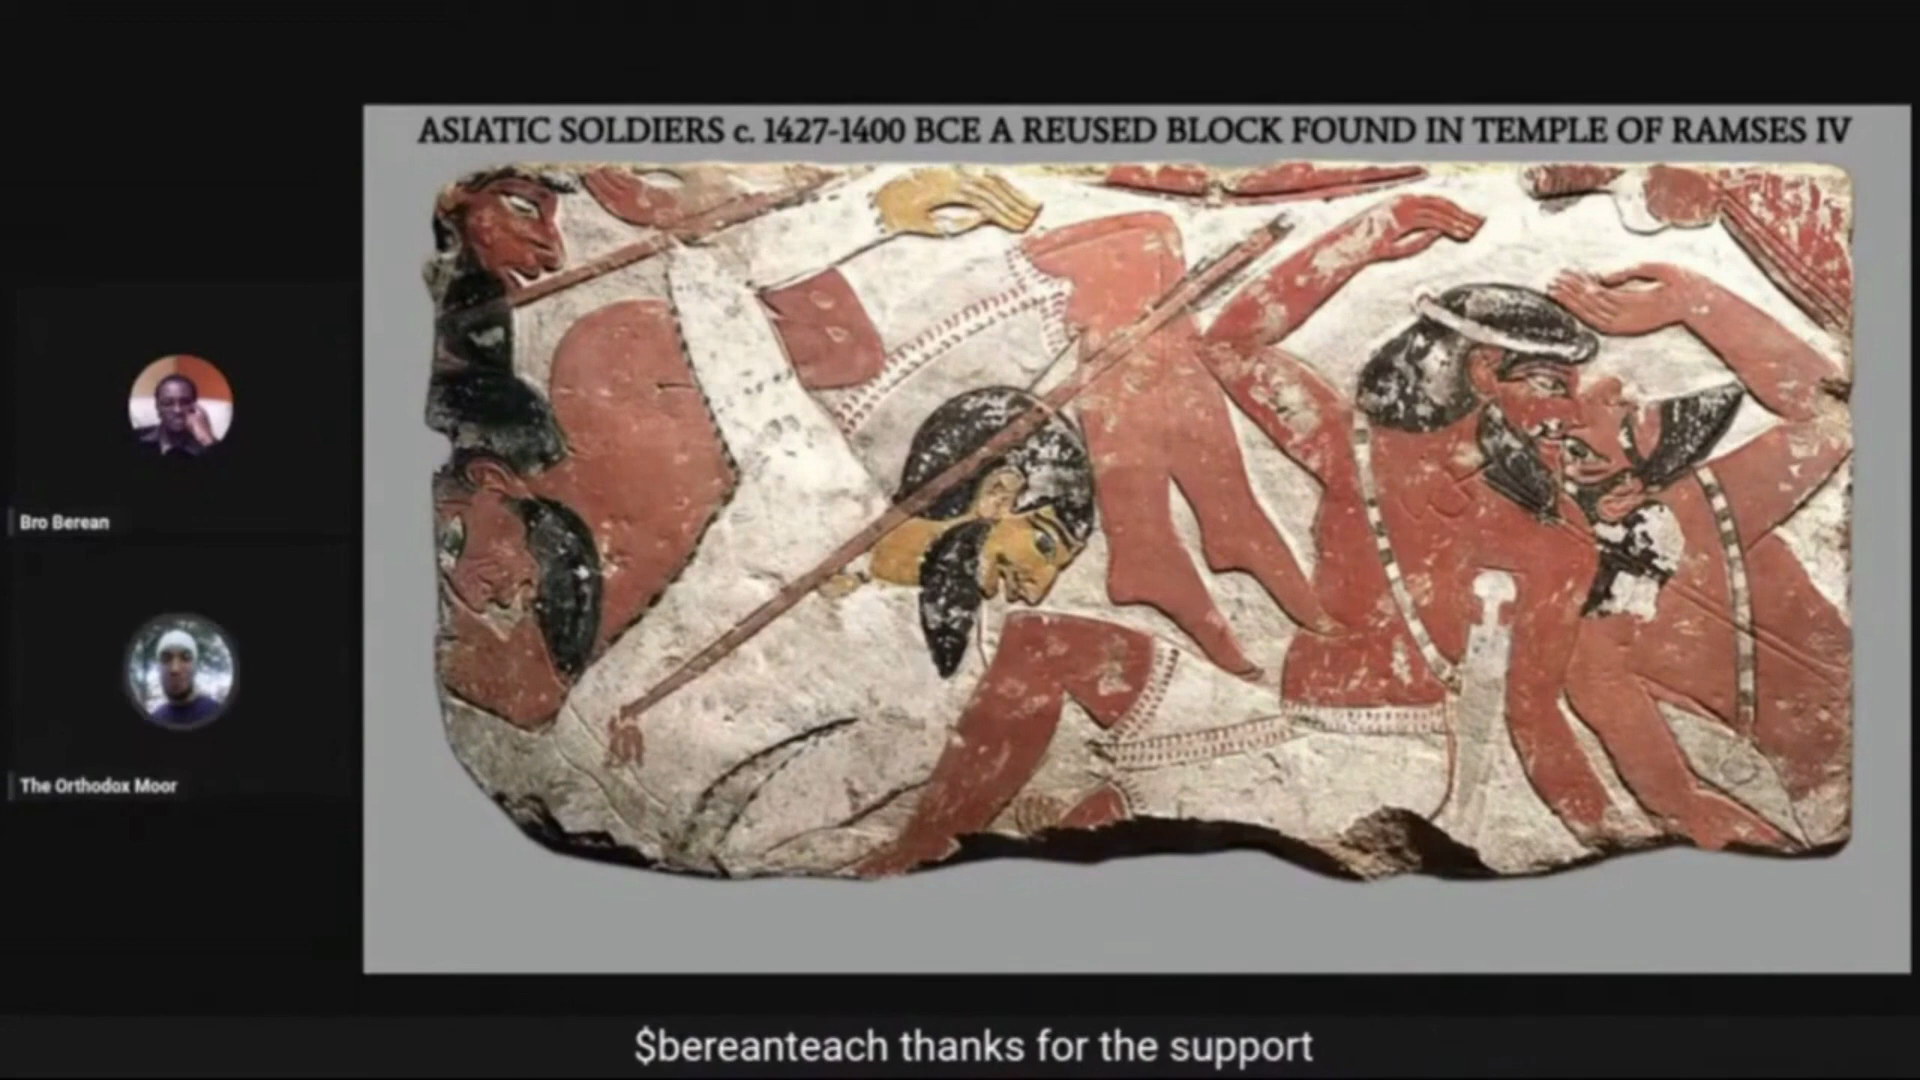 ASIATIC SOLDIERS c. 1427-1400 BCE A REUSED BLOCK FOUND IN TEMPLE OF RAMSES IV
Bro Berean
The Orthodox Moor
$bereanteach thanks for the support